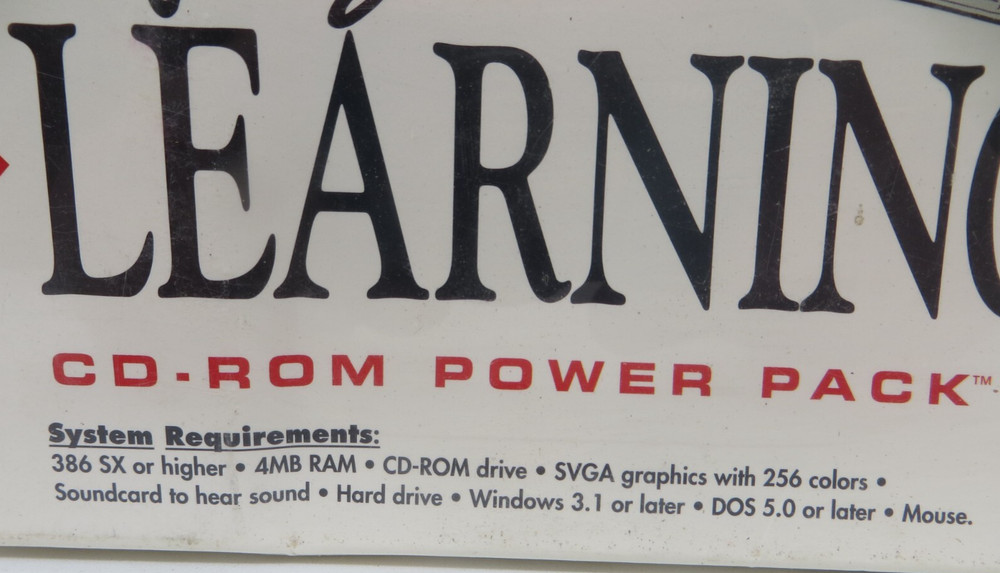 LEARNING
CD-ROM POWER PACK™
System Requirements:
386 SX or higher • 4MB RAM • CD-ROM drive • SVGA graphics with 256 colors •
Soundcard to hear sound • Hard drive • Windows 3.1 or later • DOS 5.0 or later • Mouse.